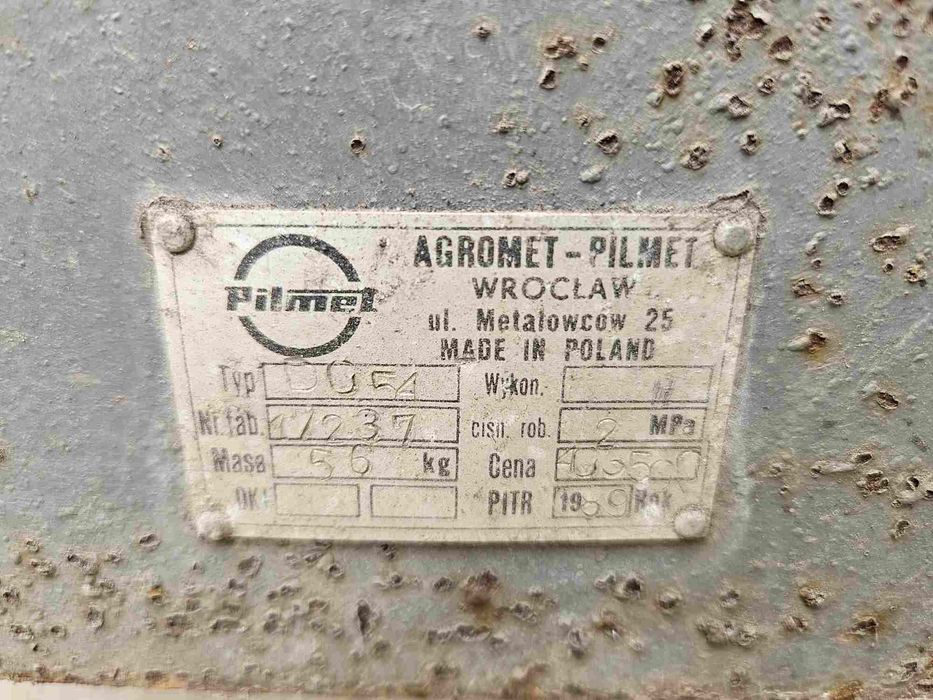 Pilmet
AGROMET-PILMET
WROCŁAW
ul. Metalowców 25
MADE IN POLAND
Typ Wykon.
Nr fab. 17237 ciśn. rob. 2 MPa
Masa 56 kg Cena
PITR 1989 Rok